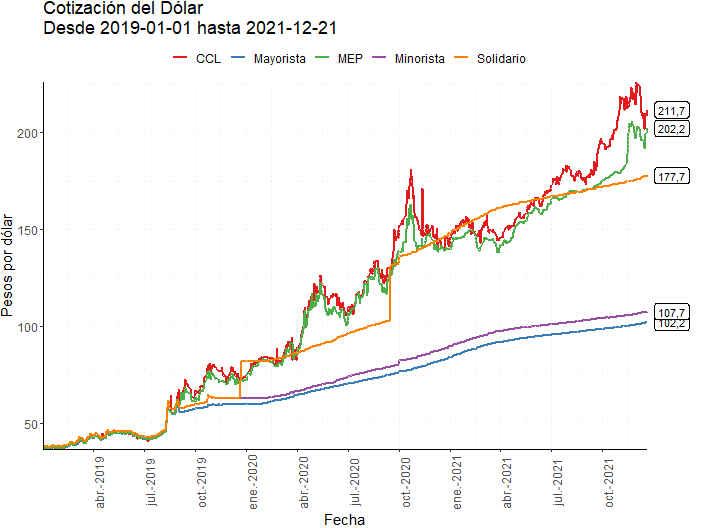 Cotización del Dólar
Desde 2019-01-01 hasta 2021-12-21
CCL Mayorista MEP Minorista Solidario
Pesos por dólar
200
150
100
50
211,7
202,2
177,7
107,7
102,2
abr.-2019
jul.-2019
oct.-2019
ene.-2020
abr.-2020
jul.-2020
oct.-2020
ene.-2021
abr.-2021
jul.-2021
oct.-2021
Fecha